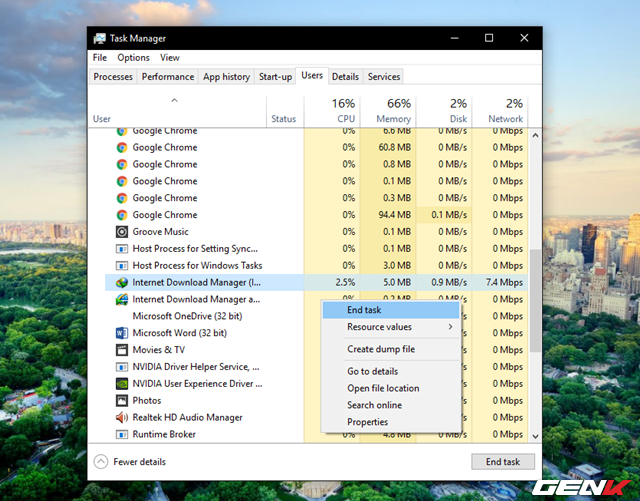 Task Manager
File Options View
Processes Performance App history Start-up Users Details Services
16% 66% 2% 2%
User Status CPU Memory Disk Network
Google Chrome 0% 6.6 MB 0 MB/s 0 Mbps
Google Chrome 0% 60.8 MB 0 MB/s 0 Mbps
Google Chrome 0% 0.8 MB 0 MB/s 0 Mbps
Google Chrome 0% 0.1 MB 0 MB/s 0 Mbps
Google Chrome 0% 0.3 MB 0 MB/s 0 Mbps
Google Chrome 0% 94.4 MB 0.1 MB/s 0 Mbps
Groove Music 0% 0.1 MB 0 MB/s 0 Mbps
Host Process for Setting Sync... 0% 0.1 MB 0 MB/s 0 Mbps
Host Process for Windows Tasks 0% 3.0 MB 0 MB/s 0 Mbps
Internet Download Manager (I... 2.5% 5.0 MB 0.9 MB/s 7.4 Mbps
Internet Download Manager a... 0% 0.2 MB 0 MB/s 0 Mbps
Microsoft OneDrive (32 bit) 0 Mbps
Microsoft Word (32 bit) 0 Mbps
Movies & TV 0 Mbps
NVIDIA Driver Helper Service, ... 0 Mbps
NVIDIA User Experience Driver ... 0 Mbps
Photos 0 Mbps
Realtek HD Audio Manager 0 Mbps
Runtime Broker 0% 4.8 MB 0 MB/s 0 Mbps
End task
Resource values
Create dump file
Go to details
Open file location
Search online
Properties
Fewer details End task
GENK